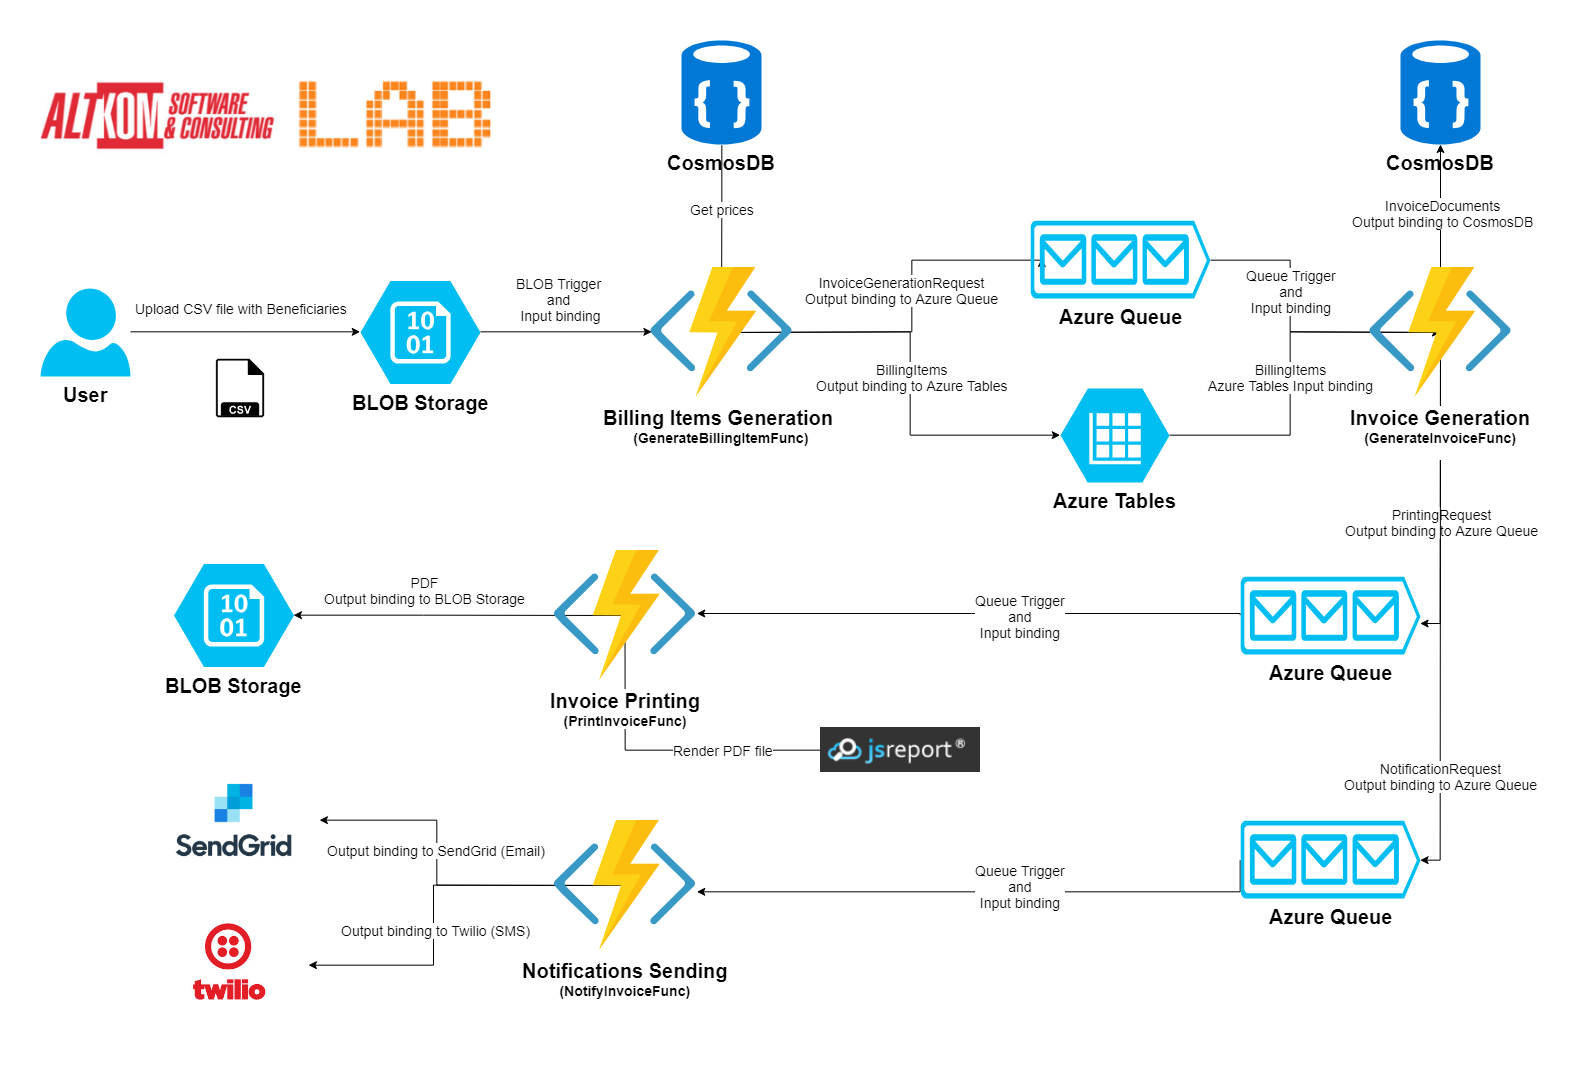 ALTKOM SOFTWARE
& CONSULTING
LAB
{ }
CosmosDB
Get prices
{ }
CosmosDB
InvoiceDocuments
Output binding to CosmosDB
User
Upload CSV file with Beneficiaries
CSV
10
01
BLOB Storage
BLOB Trigger
and
Input binding
Billing Items Generation
(GenerateBillingItemFunc)
InvoiceGenerationRequest
Output binding to Azure Queue
Azure Queue
BillingItems
Output binding to Azure Tables
Azure Tables
Queue Trigger
and
Input binding
BillingItems
Azure Tables Input binding
Invoice Generation
(GenerateInvoiceFunc)
PrintingRequest
Output binding to Azure Queue
Azure Queue
Queue Trigger
and
Input binding
Invoice Printing
(PrintInvoiceFunc)
PDF
Output binding to BLOB Storage
10
01
BLOB Storage
Render PDF file
jsreport ®
NotificationRequest
Output binding to Azure Queue
Azure Queue
Queue Trigger
and
Input binding
Notifications Sending
(NotifyInvoiceFunc)
Output binding to SendGrid (Email)
SendGrid
Output binding to Twilio (SMS)
twilio